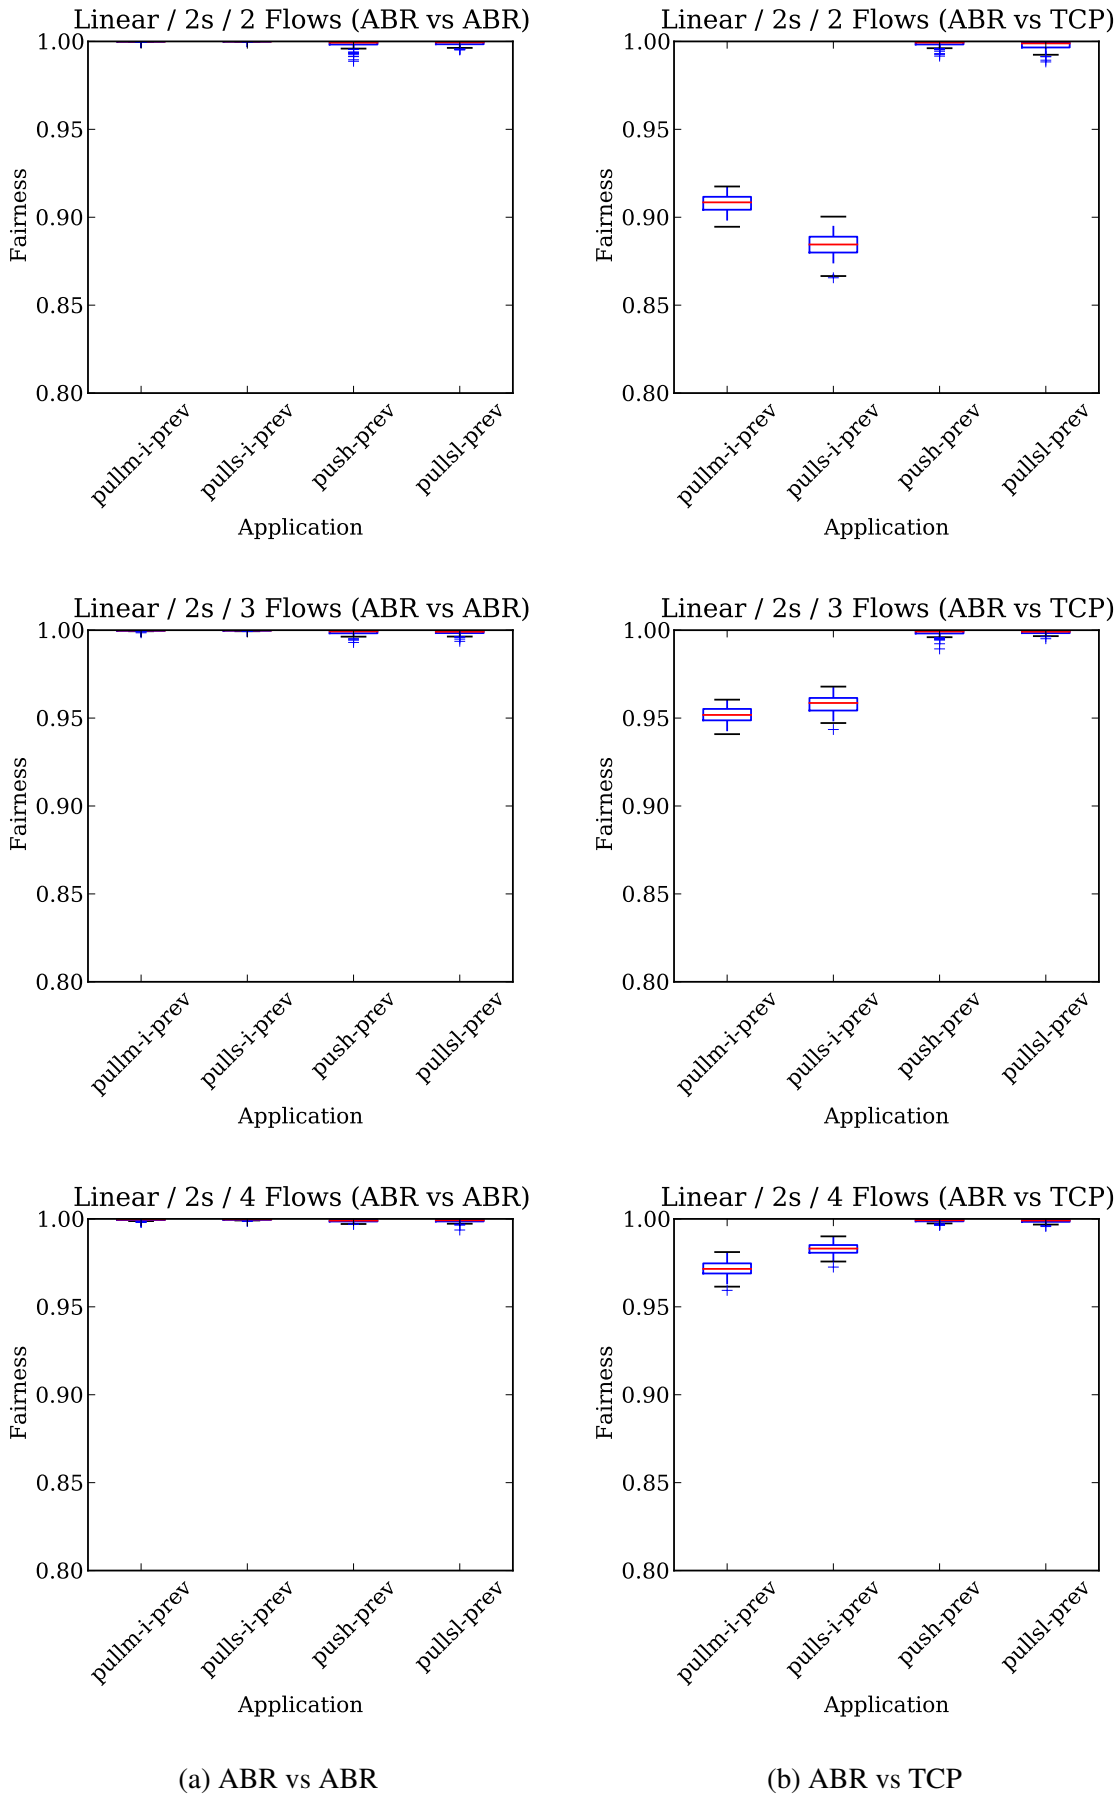 Linear / 2s / 2 Flows (ABR vs ABR)
1.00
0.95
0.90
0.85
0.80
Fairness
pullm-i-prev
pulls-i-prev
push-prev
pullsl-prev
Application
Linear / 2s / 2 Flows (ABR vs TCP)
1.00
0.95
0.90
0.85
0.80
Fairness
pullm-i-prev
pulls-i-prev
push-prev
pullsl-prev
Application
Linear / 2s / 3 Flows (ABR vs ABR)
1.00
0.95
0.90
0.85
0.80
Fairness
pullm-i-prev
pulls-i-prev
push-prev
pullsl-prev
Application
Linear / 2s / 3 Flows (ABR vs TCP)
1.00
0.95
0.90
0.85
0.80
Fairness
pullm-i-prev
pulls-i-prev
push-prev
pullsl-prev
Application
Linear / 2s / 4 Flows (ABR vs ABR)
1.00
0.95
0.90
0.85
0.80
Fairness
pullm-i-prev
pulls-i-prev
push-prev
pullsl-prev
Application
Linear / 2s / 4 Flows (ABR vs TCP)
1.00
0.95
0.90
0.85
0.80
Fairness
pullm-i-prev
pulls-i-prev
push-prev
pullsl-prev
Application
(a) ABR vs ABR
(b) ABR vs TCP